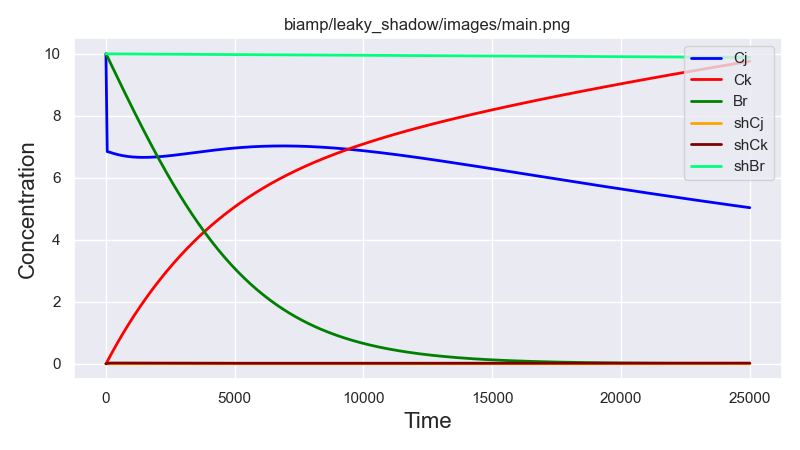 biamp/leaky_shadow/images/main.png
10
8
6
4
2
0
Concentration
Cj
Ck
Br
shCj
shCk
shBr
0 5000 10000 15000 20000 25000
Time